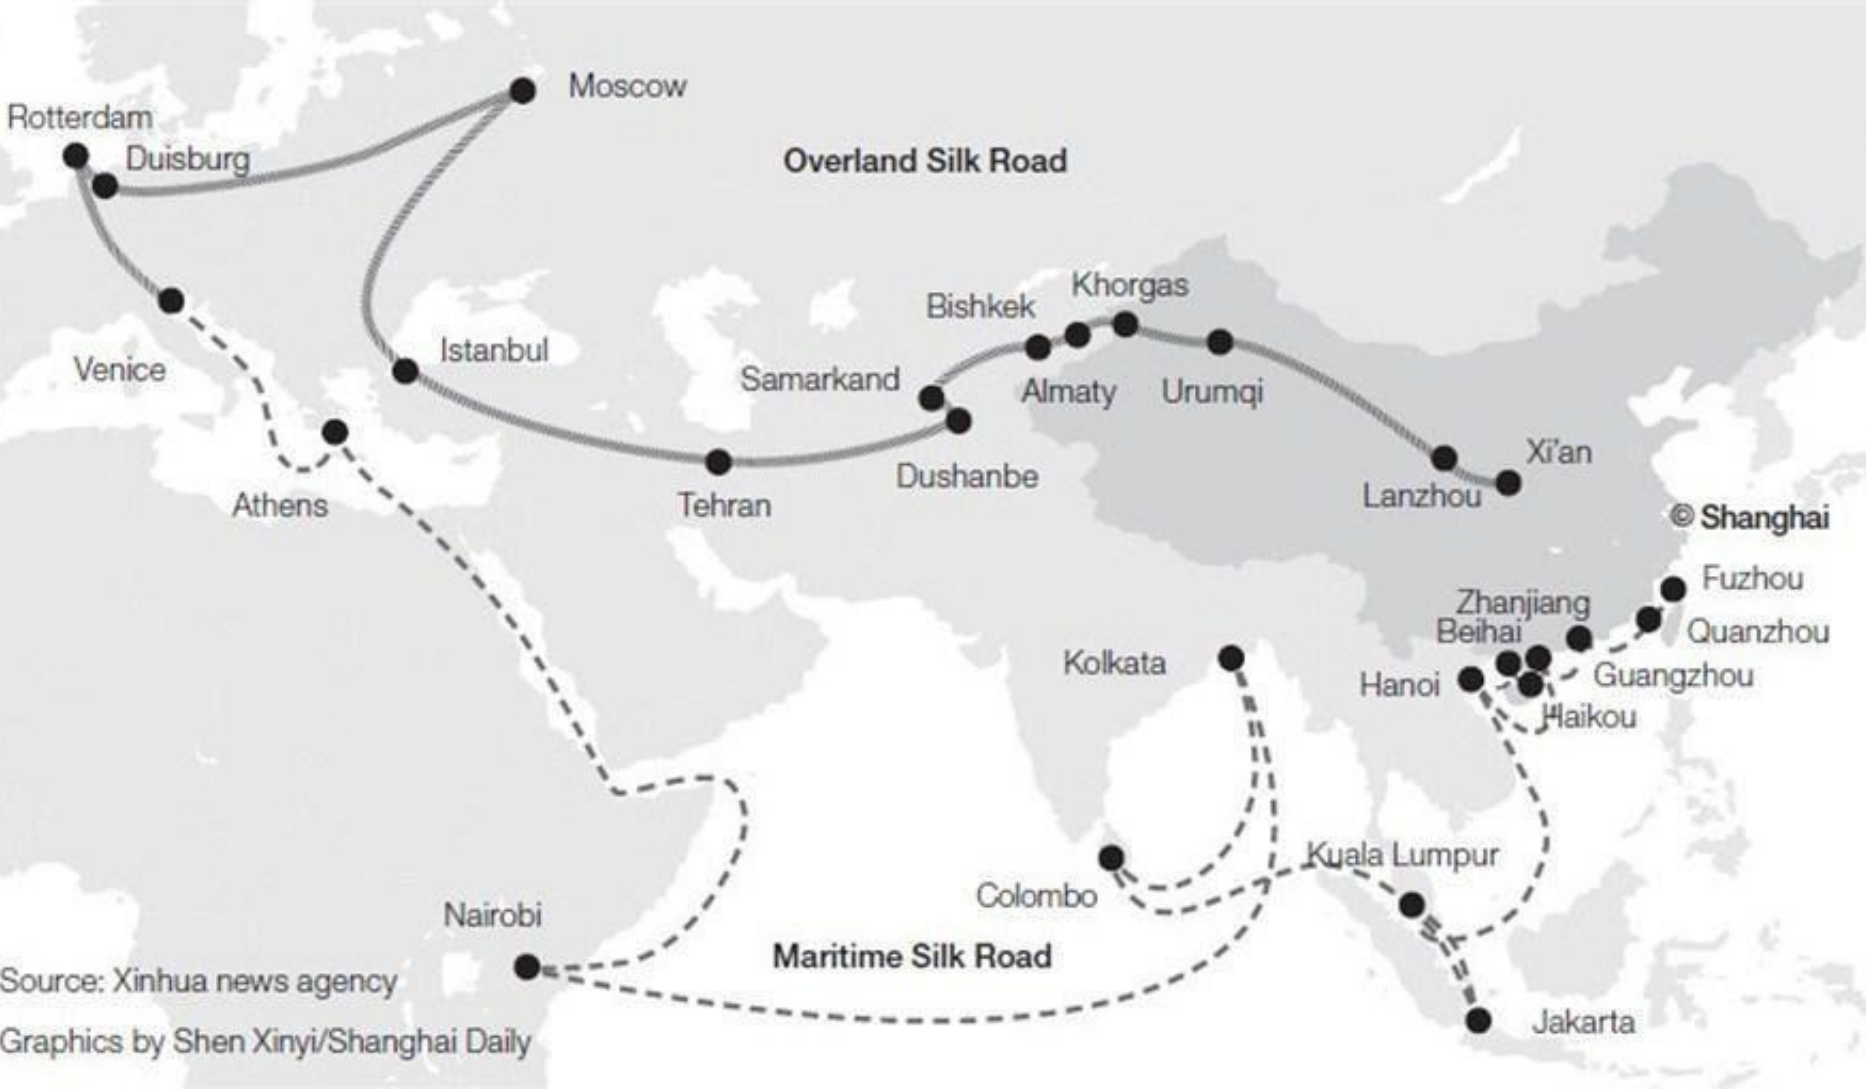 Moscow
Rotterdam
Duisburg
Overland Silk Road
Khorgas
Bishkek
Istanbul
Venice
Samarkand
Almaty
Urumqi
Xi'an
Dushanbe
Lanzhou
Athens
Tehran
© Shanghai
Fuzhou
Zhanjiang
Beihai
Quanzhou
Kolkata
Hanoi
Guangzhou
Haikou
Kuala Lumpur
Colombo
Nairobi
Maritime Silk Road
Source: Xinhua news agency
Jakarta
Graphics by Shen Xinyi/Shanghai Daily